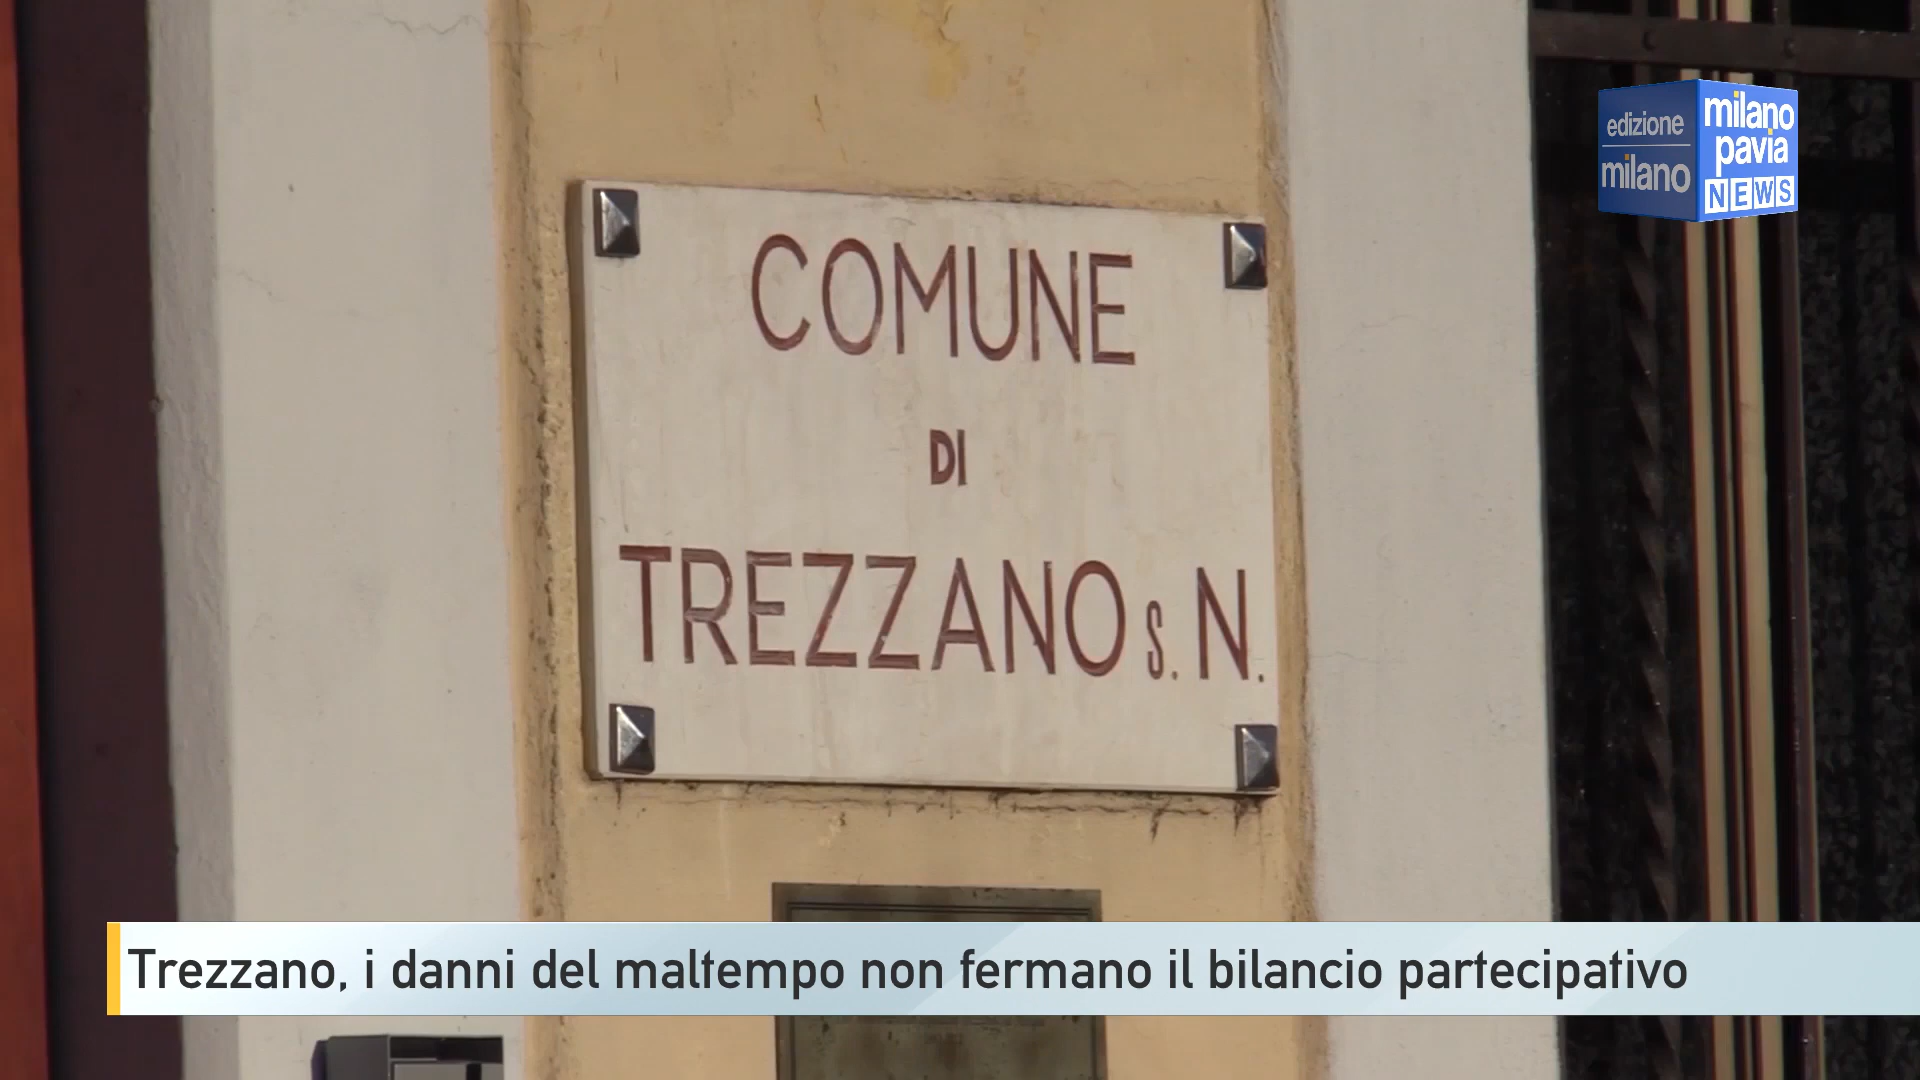 edizione
milano
milano
pavia
NEWS
COMUNE
DI
TREZZANO S. N.
Trezzano, i danni del maltempo non fermano il bilancio partecipativo